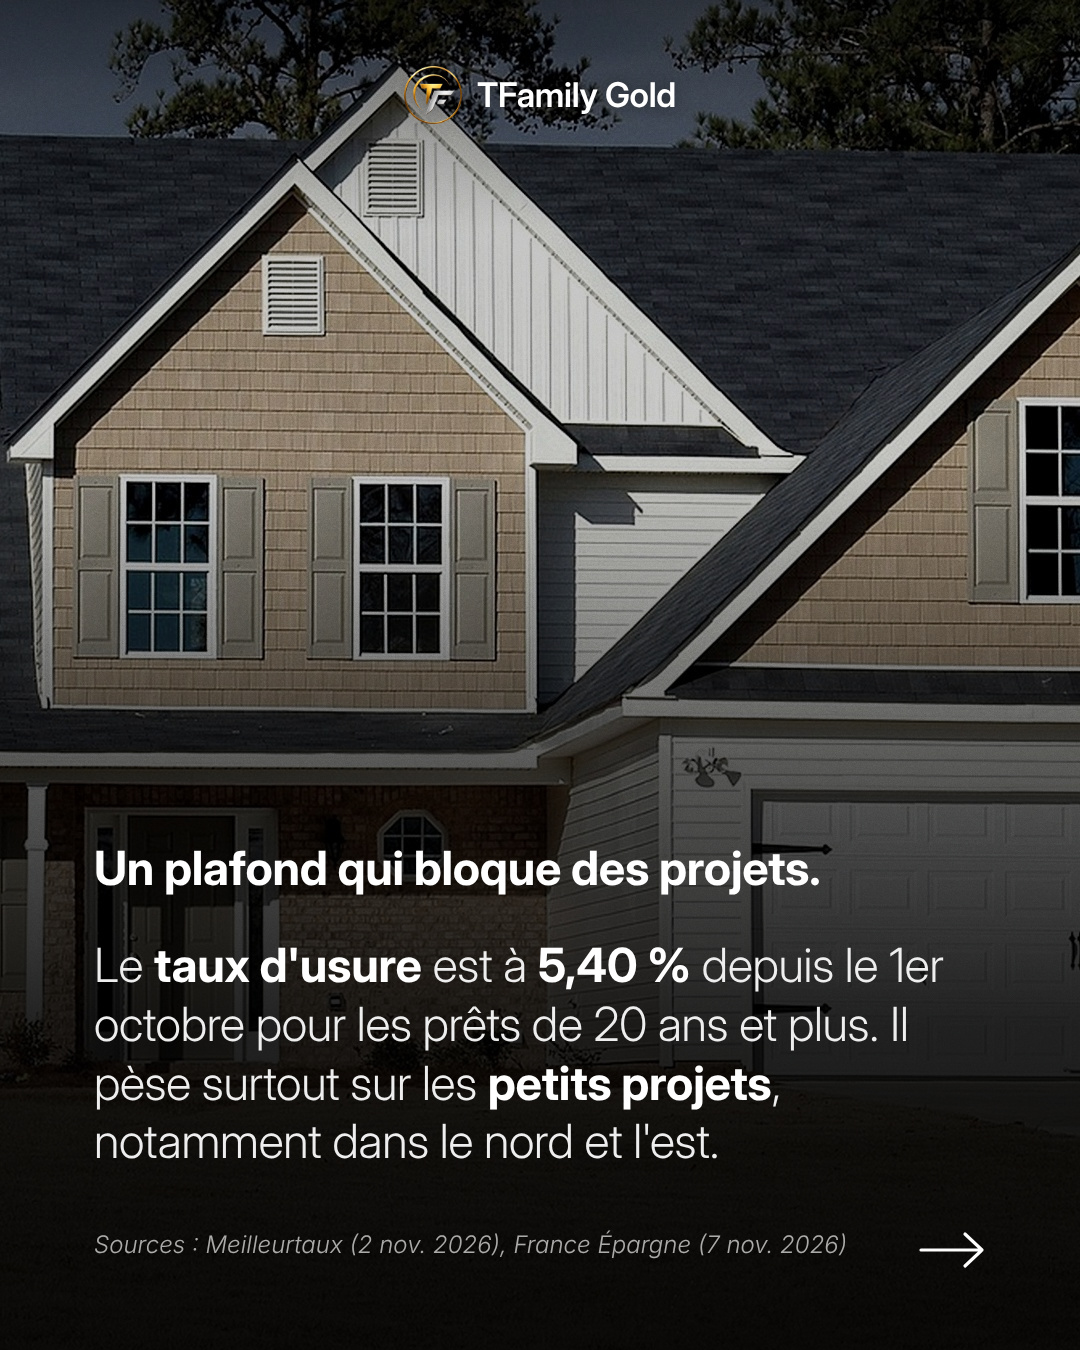 TFamily Gold
Un plafond qui bloque des projets.
Le taux d'usure est à 5,40 % depuis le 1er
octobre pour les prêts de 20 ans et plus. Il
pèse surtout sur les petits projets,
notamment dans le nord et l'est.
Sources : Meilleurtaux (2 nov. 2026), France Épargne (7 nov. 2026)